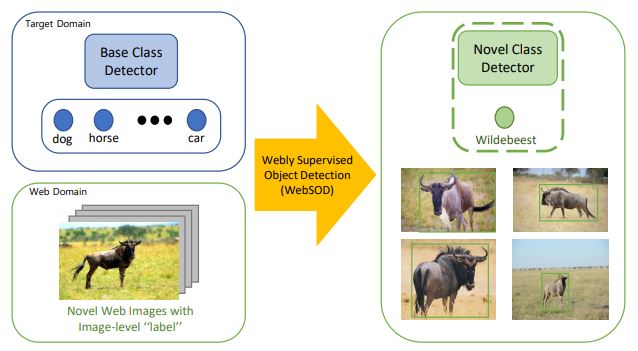 Target Domain
Base Class
Detector
dog
horse
car
Web Domain
Novel Web Images with
Image-level “label”
Webly Supervised
Object Detection
(WebSOD)
Novel Class
Detector
Wildebeest